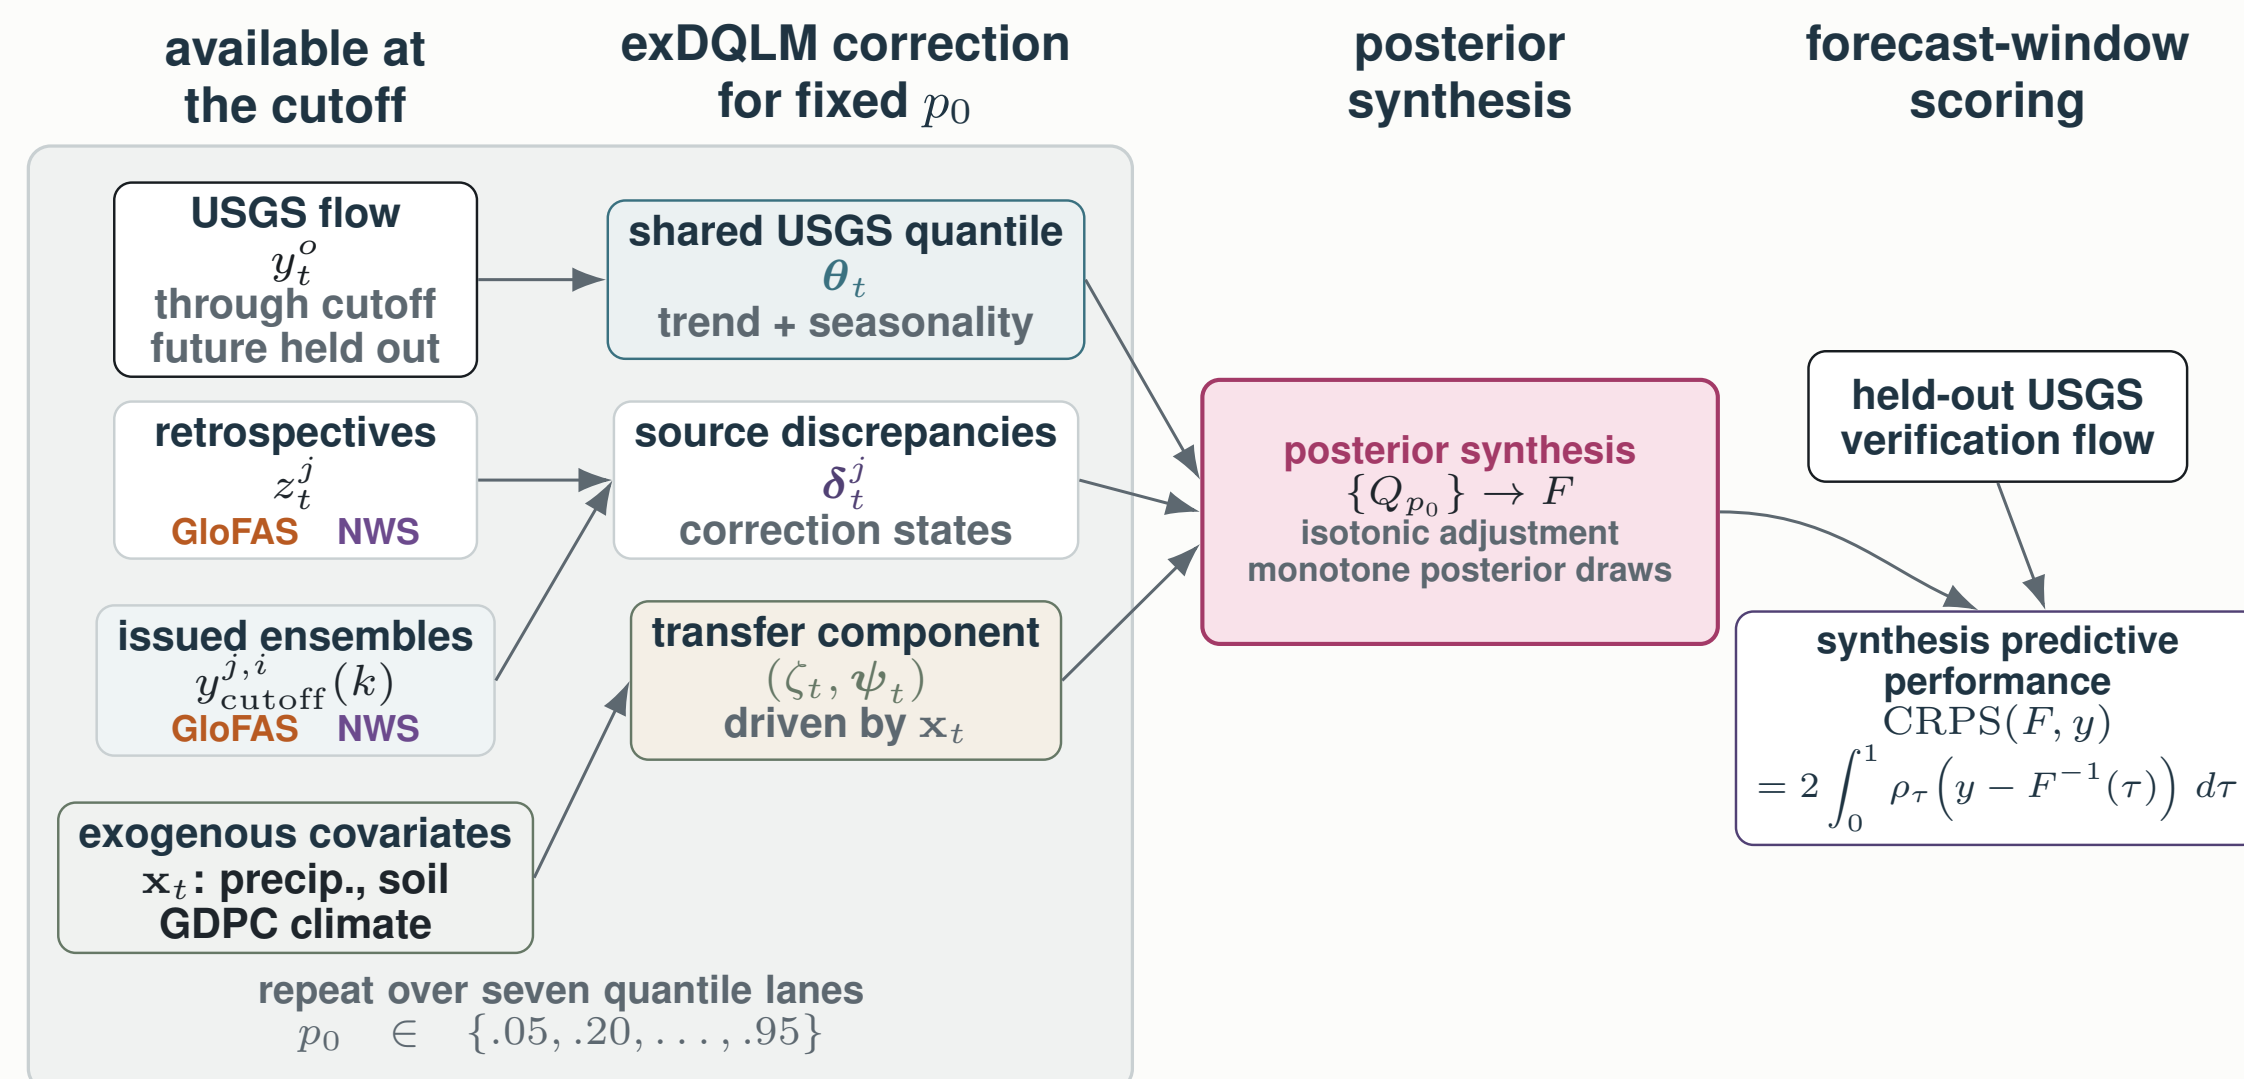 available at
the cutoff
exDQLM correction
for fixed p₀
posterior
synthesis
forecast-window
scoring
USGS flow
y_t^o
through cutoff
future held out
retrospectives
z_t^j
GloFAS NWS
issued ensembles
y_cutoff^{j,i}(k)
GloFAS NWS
exogenous covariates
x_t: precip., soil
GDPC climate
shared USGS quantile
θ_t
trend + seasonality
source discrepancies
δ_t^j
correction states
transfer component
(ζ_t, ψ_t)
driven by x_t
repeat over seven quantile lanes
p₀ ∈ {.05, .20, . . . , .95}
posterior synthesis
{Q_{p₀}} → F
isotonic adjustment
monotone posterior draws
held-out USGS
verification flow
synthesis predictive
performance
CRPS(F, y)
= 2 ∫_0^1 ρ_τ(y − F^{−1}(τ)) dτ